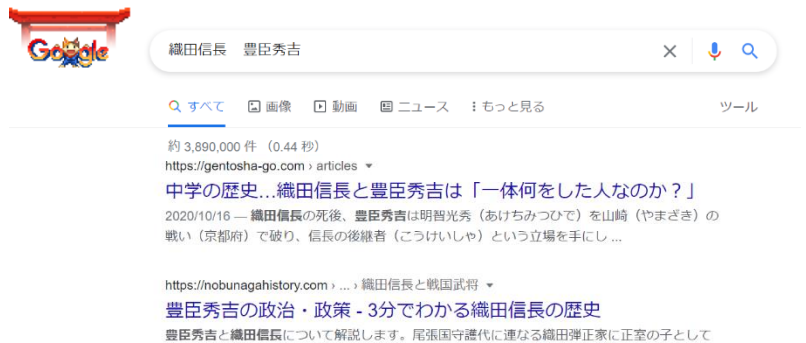 Google
織田信長　豊臣秀吉
すべて 画像 動画 ニュース もっと見る ツール
約 3,890,000 件 （0.44 秒）
https://gentosha-go.com › articles
中学の歴史...織田信長と豊臣秀吉は「一体何をした人なのか？」
2020/10/16 — 織田信長の死後、豊臣秀吉は明智光秀（あけちみつひで）を山崎（やまざき）の
戦い（京都府）で破り、信長の後継者（こうけいしゃ）という立場を手にし ...
https://nobunagahistory.com › ... › 織田信長と戦国武将
豊臣秀吉の政治・政策 - 3分でわかる織田信長の歴史
豊臣秀吉と織田信長について解説します。尾張国守護代に連なる織田弾正家に正室の子として